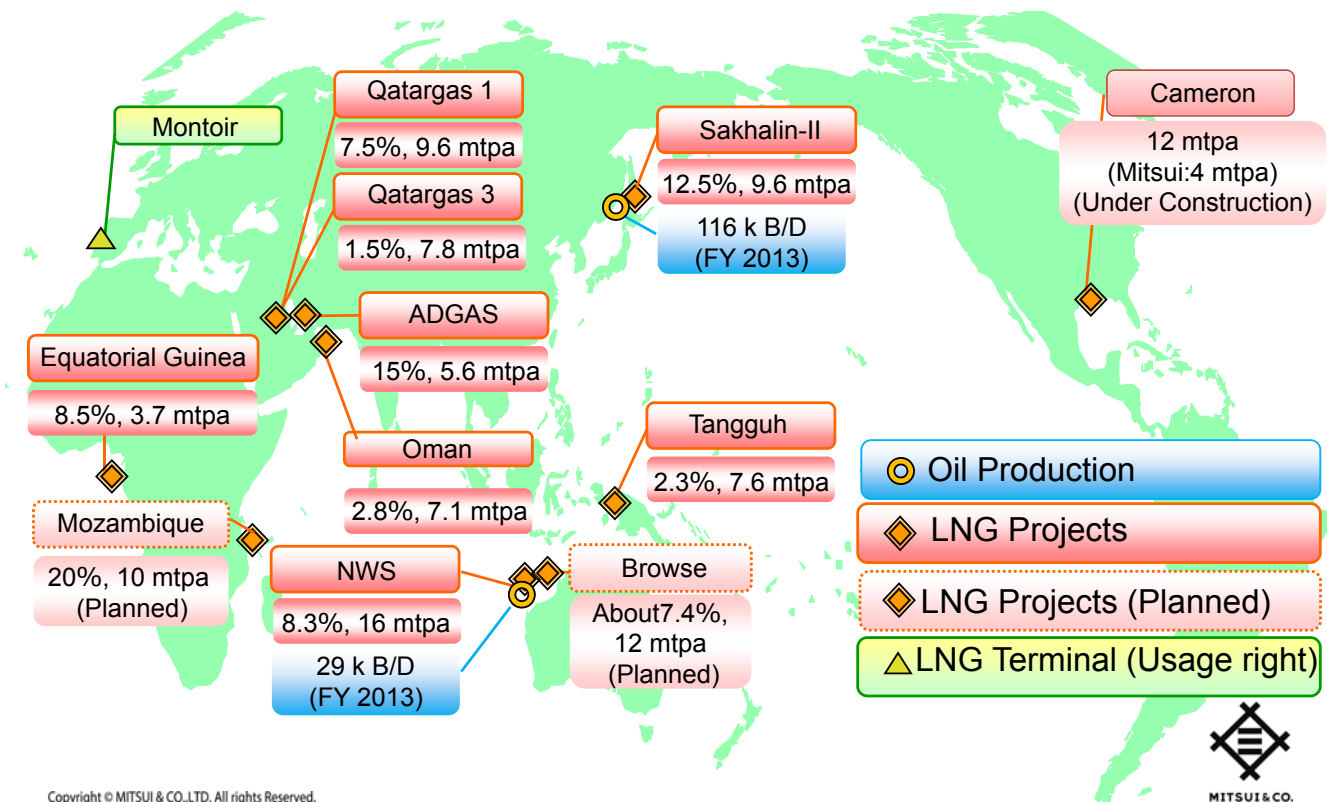 Qatargas 1
7.5%, 9.6 mtpa
Qatargas 3
1.5%, 7.8 mtpa
Montoir
Sakhalin-II
12.5%, 9.6 mtpa
116 k B/D
(FY 2013)
Cameron
12 mtpa
(Mitsui:4 mtpa)
(Under Construction)
ADGAS
15%, 5.6 mtpa
Equatorial Guinea
8.5%, 3.7 mtpa
Oman
2.8%, 7.1 mtpa
Tangguh
2.3%, 7.6 mtpa
Mozambique
20%, 10 mtpa
(Planned)
NWS
8.3%, 16 mtpa
29 k B/D
(FY 2013)
Browse
About7.4%,
12 mtpa
(Planned)
Oil Production
LNG Projects
LNG Projects (Planned)
LNG Terminal (Usage right)
MITSUI & CO.
Copyright © MITSUI & CO.,LTD. All rights Reserved.